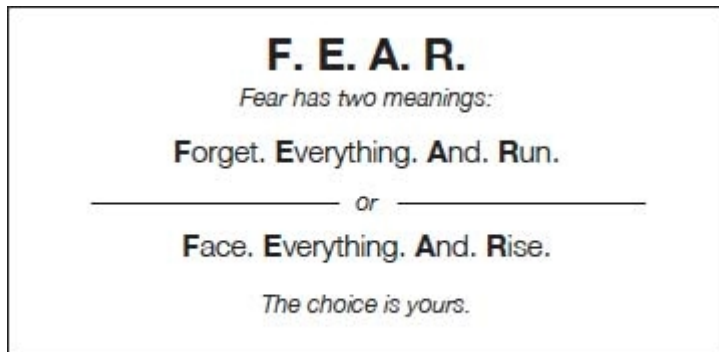 F. E. A. R.
Fear has two meanings:
Forget. Everything. And. Run.
or
Face. Everything. And. Rise.
The choice is yours.